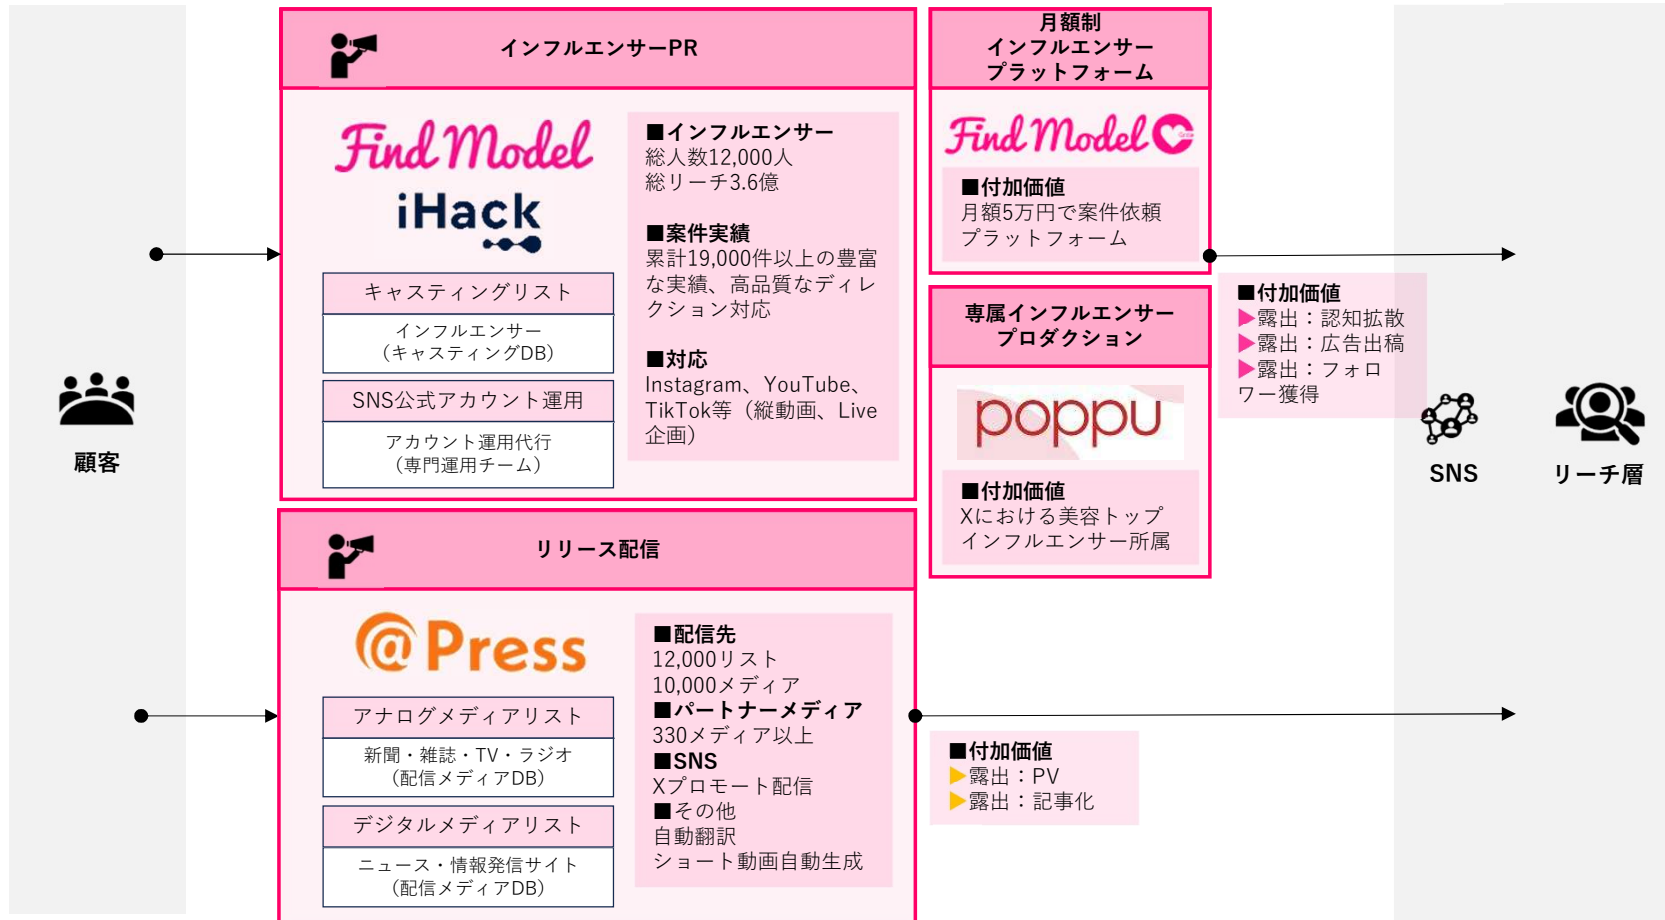 顧客
インフルエンサーPR
Find Model
iHack
キャスティングリスト
インフルエンサー
（キャスティングDB）
SNS公式アカウント運用
アカウント運用代行
（専門運用チーム）
■インフルエンサー
総人数12,000人
総リーチ3.6億
■案件実績
累計19,000件以上の豊富
な実績、高品質なディレ
クション対応
■対応
Instagram、YouTube、
TikTok等（縦動画、Live
企画）
月額制
インフルエンサー
プラットフォーム
Find Model
■付加価値
月額5万円で案件依頼
プラットフォーム
専属インフルエンサー
プロダクション
poppu
■付加価値
Xにおける美容トップ
インフルエンサー所属
■付加価値
▶露出：認知拡散
▶露出：広告出稿
▶露出：フォロ
ワー獲得
SNS
リーチ層
リリース配信
@Press
アナログメディアリスト
新聞・雑誌・TV・ラジオ
（配信メディアDB）
デジタルメディアリスト
ニュース・情報発信サイト
（配信メディアDB）
■配信先
12,000リスト
10,000メディア
■パートナーメディア
330メディア以上
■SNS
Xプロモート配信
■その他
自動翻訳
ショート動画自動生成
■付加価値
▶露出：PV
▶露出：記事化